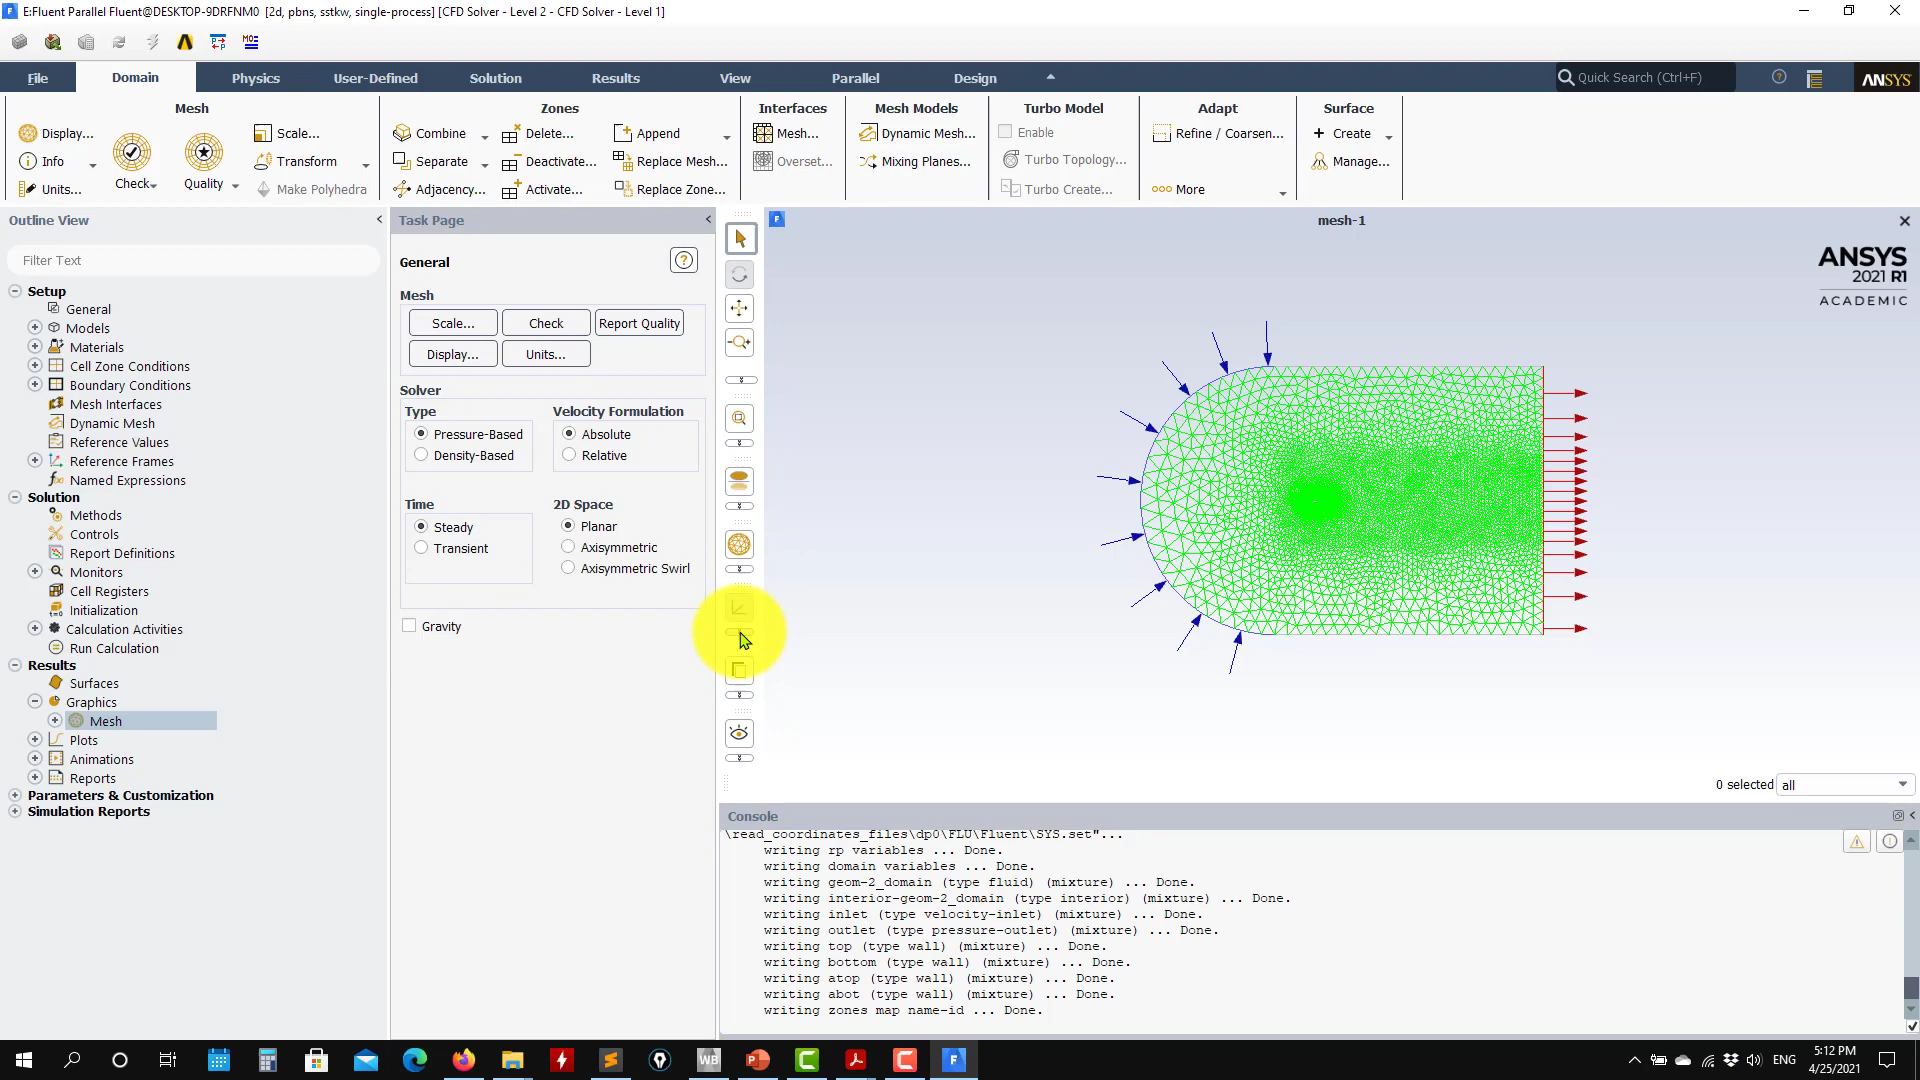 E:Fluent Parallel Fluent@DESKTOP-9DRFNM0 [2d, pbns, sstkw, single-process] [CFD Solver - Level 2 - CFD Solver - Level 1]
File Domain Physics User-Defined Solution Results View Parallel Design Quick Search (Ctrl+F) ANSYS
Mesh Zones Interfaces Mesh Models Turbo Model Adapt Surface
Display... Scale... Combine Delete... Append Mesh... Dynamic Mesh... Enable Refine / Coarsen... Create
Info Transform Separate Deactivate... Replace Mesh... Overset... Mixing Planes... Turbo Topology... Manage...
Check Quality
Units... Make Polyhedra Adjacency... Activate... Replace Zone... Turbo Create... More
Outline View
Filter Text
Setup
General
Models
Materials
Cell Zone Conditions
Boundary Conditions
Mesh Interfaces
Dynamic Mesh
Reference Values
Reference Frames
Named Expressions
Solution
Methods
Controls
Report Definitions
Monitors
Cell Registers
Initialization
Calculation Activities
Run Calculation
Results
Surfaces
Graphics
Mesh
Plots
Animations
Reports
Parameters & Customization
Simulation Reports
Task Page
General
Mesh
Scale... Check Report Quality
Display... Units...
Solver
Type Velocity Formulation
Pressure-Based Absolute
Density-Based Relative
Time 2D Space
Steady Planar
Transient Axisymmetric
Axisymmetric Swirl
Gravity
mesh-1
ANSYS
2021 R1
ACADEMIC
0 selected all
Console
\read_coordinates_files\dp0\FLU\Fluent\SYS.set"...
writing rp variables ... Done.
writing domain variables ... Done.
writing geom-2_domain (type fluid) (mixture) ... Done.
writing interior-geom-2_domain (type interior) (mixture) ... Done.
writing inlet (type velocity-inlet) (mixture) ... Done.
writing outlet (type pressure-outlet) (mixture) ... Done.
writing top (type wall) (mixture) ... Done.
writing bottom (type wall) (mixture) ... Done.
writing atop (type wall) (mixture) ... Done.
writing abot (type wall) (mixture) ... Done.
writing zones map name-id ... Done.
WB ENG 5:12 PM
4/25/2021